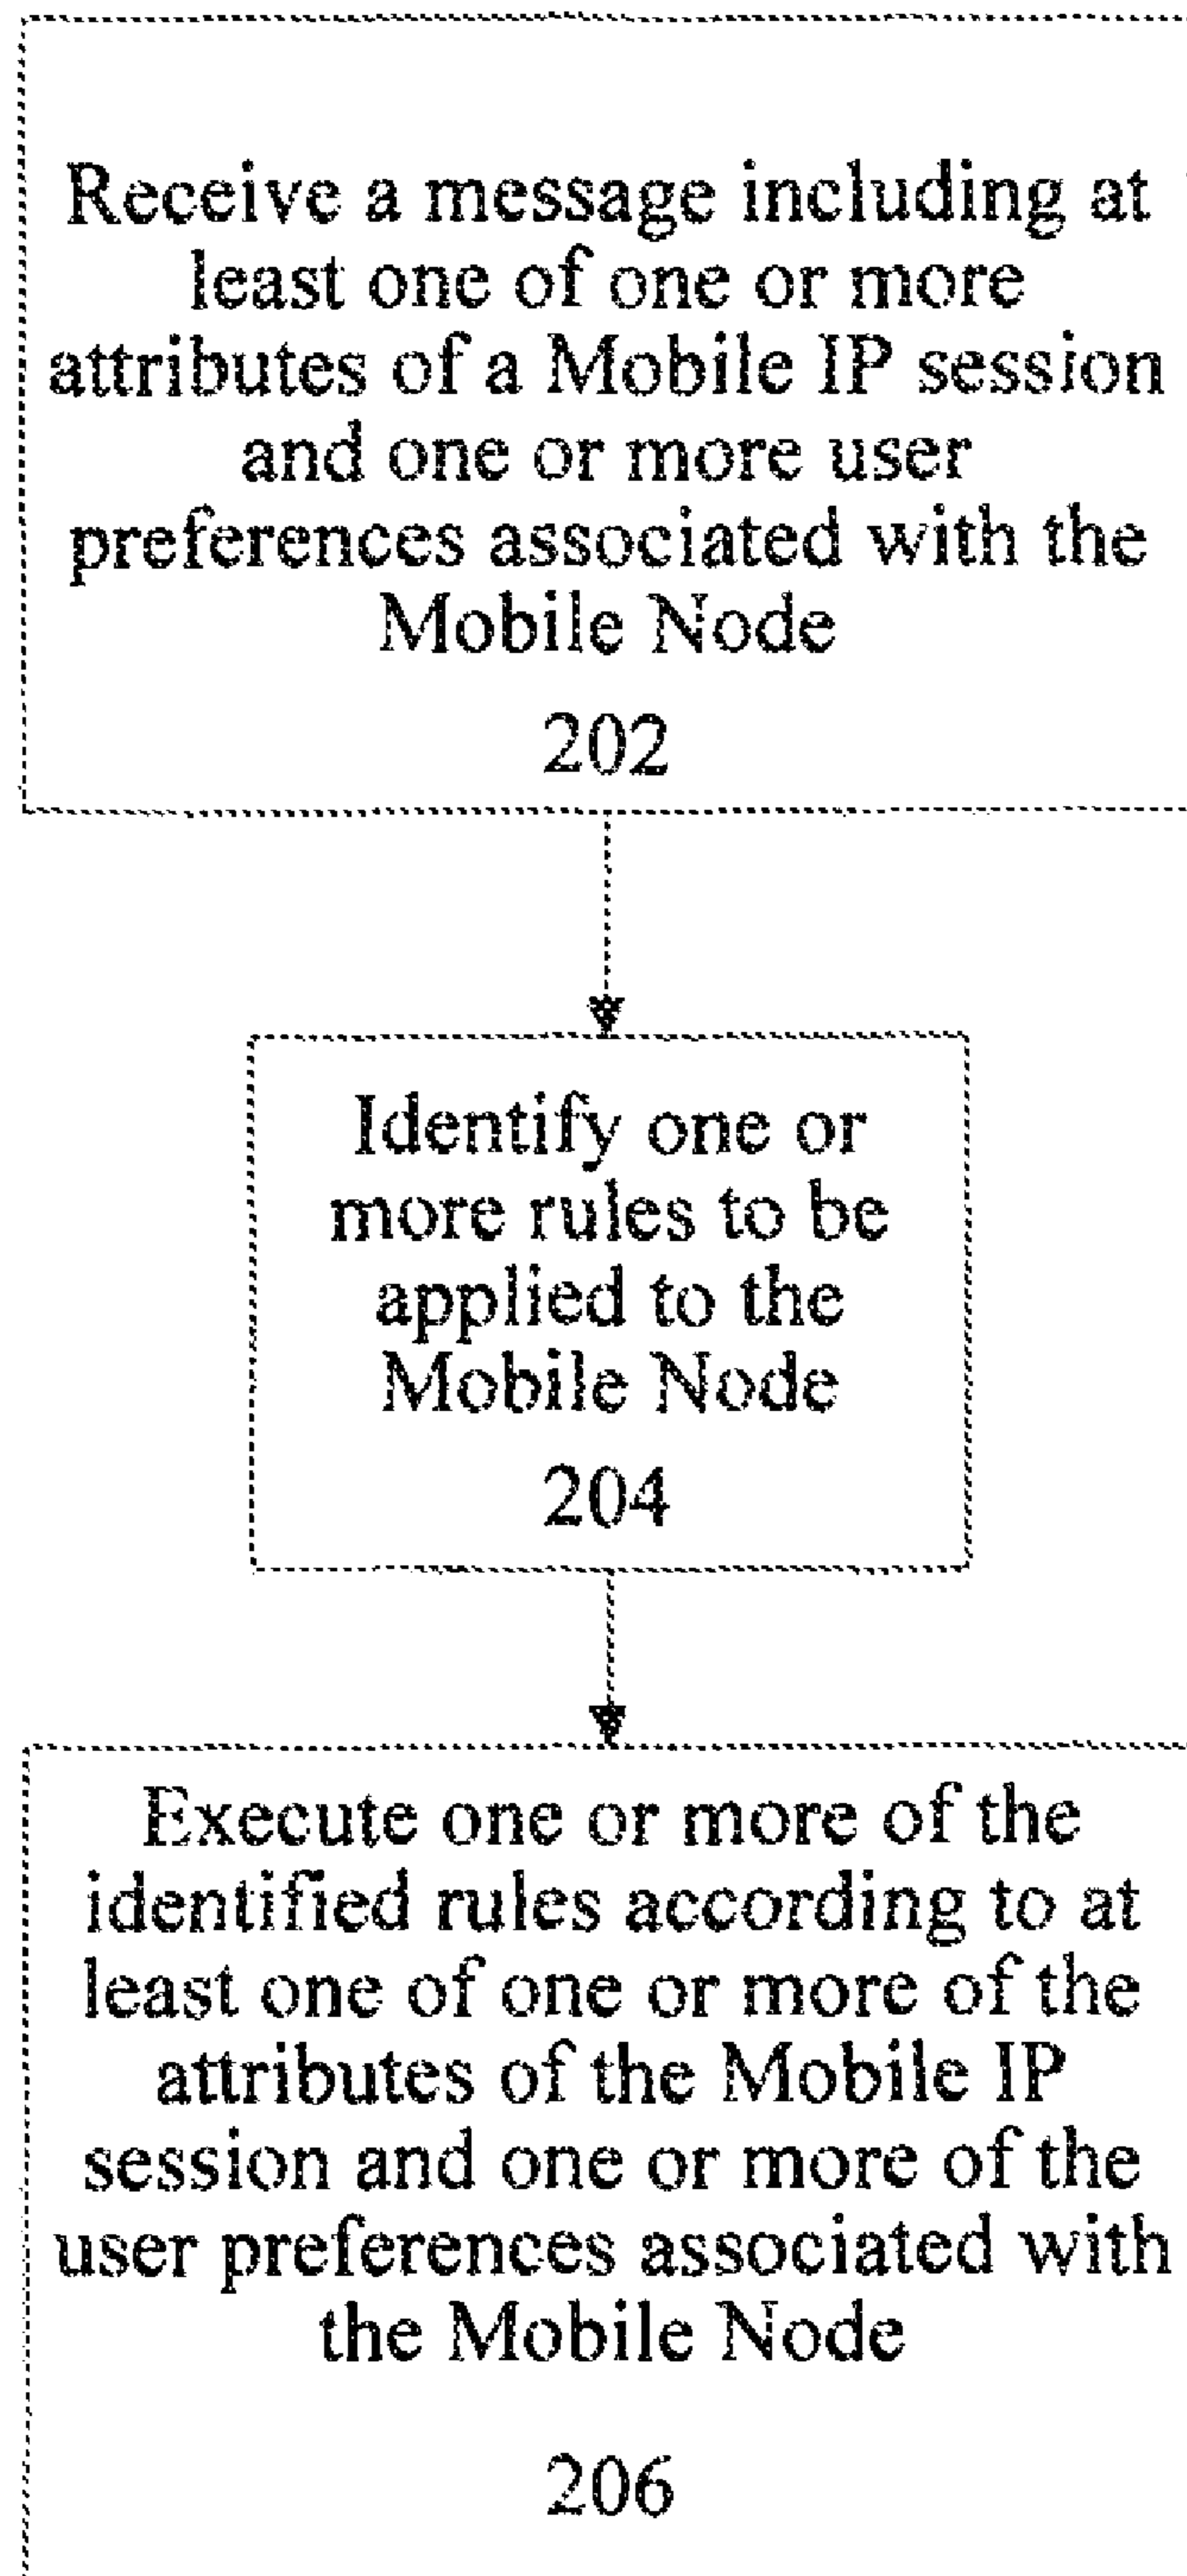 Receive a message including at
least one of one or more
attributes of a Mobile IP session
and one or more user
preferences associated with the
Mobile Node
202
Identify one or
more rules to be
applied to the
Mobile Node
204
Execute one or more of the
identified rules according to at
least one of one or more of the
attributes of the Mobile IP
session and one or more of the
user preferences associated with
the Mobile Node
206